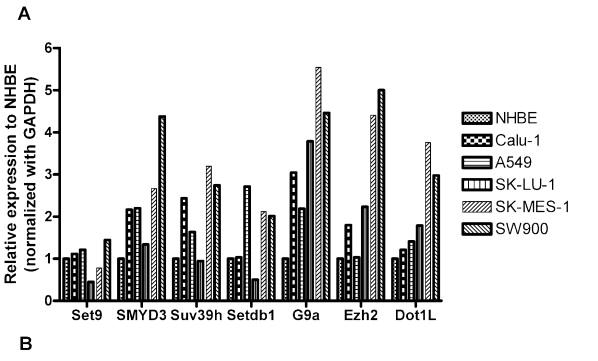 A
Relative expression to NHBE
(normalized with GAPDH)
6
5
4
3
2
1
0
Set9 SMYD3 Suv39h Setdb1 G9a Ezh2 Dot1L
NHBE
Calu-1
A549
SK-LU-1
SK-MES-1
SW900
B